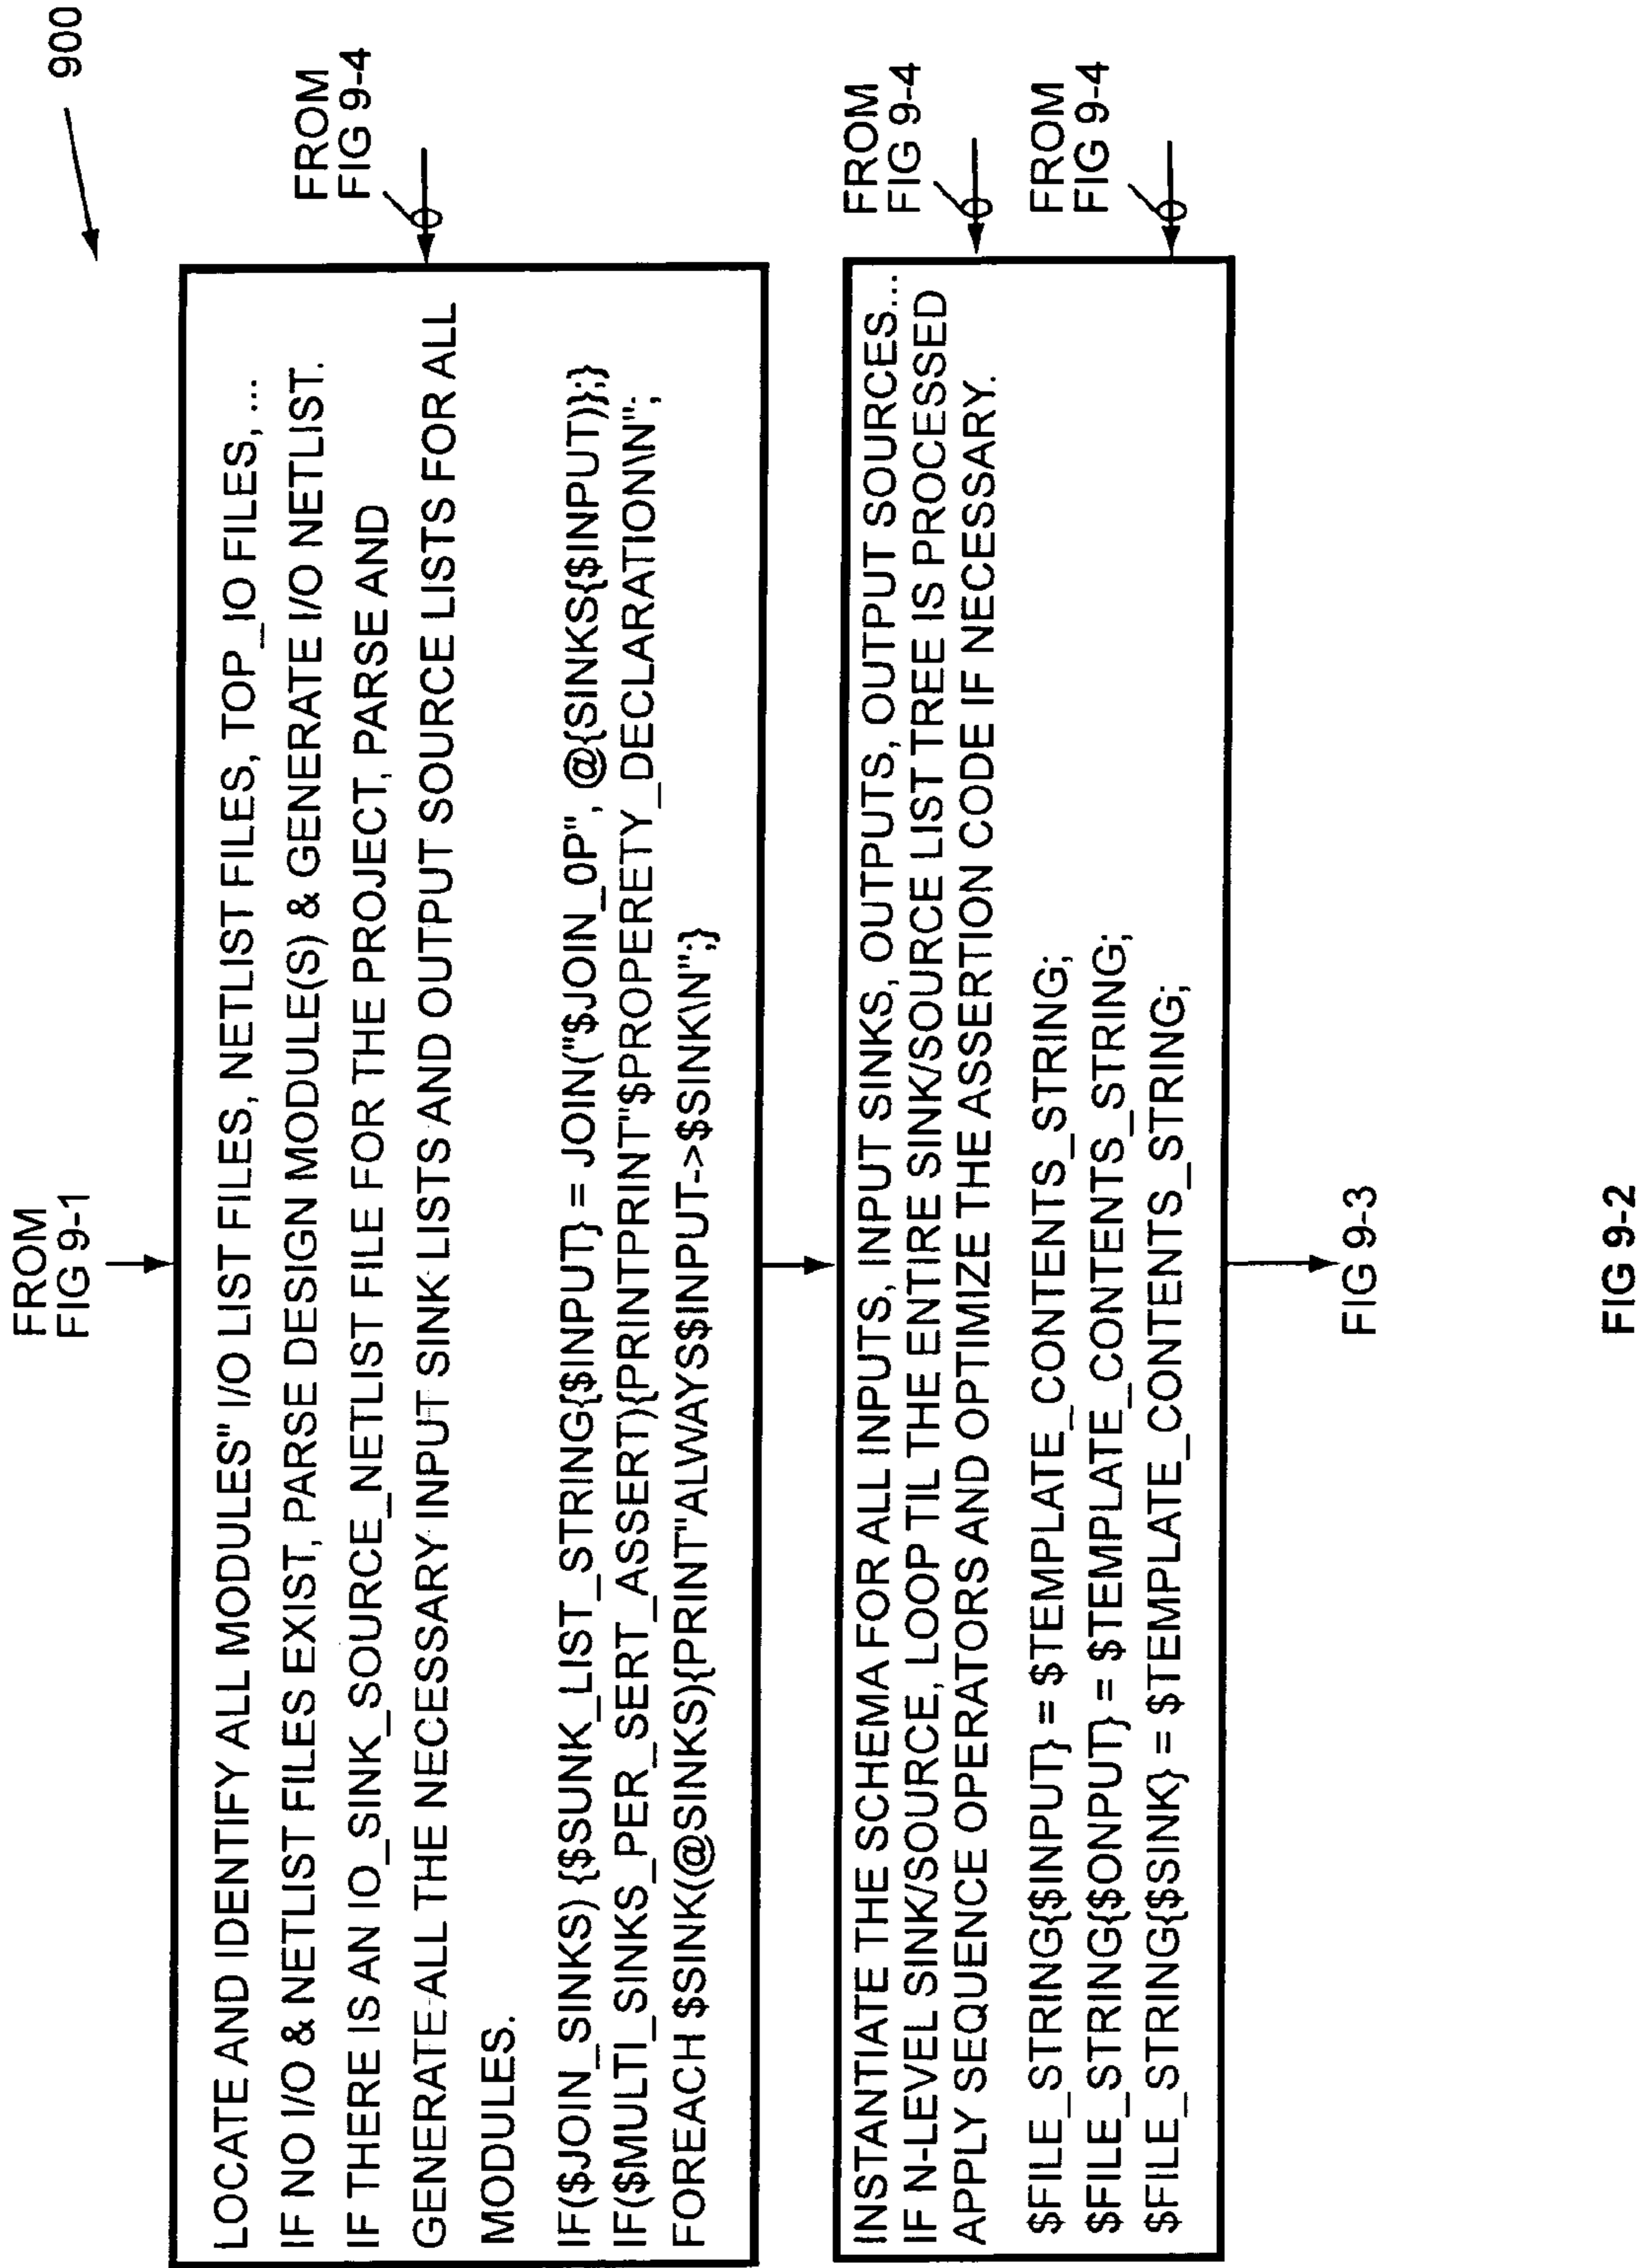 900
FROM
FIG 9-1
LOCATE AND IDENTIFY ALL MODULES" I/O LIST FILES, NETLIST FILES, TOP_IO FILES, ...
IF NO I/O & NETLIST FILES EXIST, PARSE DESIGN MODULE(S) & GENERATE I/O NETLIST.
IF THERE IS AN IO_SINK_SOURCE_NETLIST FILE FOR THE PROJECT, PARSE AND
GENERATE ALL THE NECESSARY INPUT SINK LISTS AND OUTPUT SOURCE LISTS FOR ALL
MODULES.
IF($JOIN_SINKS) {$SUNK_LIST_STRING{$INPUT} = JOIN("$JOIN_0P", @{SINKS{$INPUT)};}
IF($MULTI_SINKS_PER_SERT_ASSERT){PRINTPRINT"$PROPERETY_DECLARATION\N";
FOREACH $SINK(@SINKS){PRINT"ALWAYS$INPUT->$SINK\N";}
FROM
FIG 9-4
INSTANTIATE THE SCHEMA FOR ALL INPUTS, INPUT SINKS, OUTPUTS, OUTPUT SOURCES....
IF N-LEVEL SINK/SOURCE, LOOP TIL THE ENTIRE SINK/SOURCE LIST TREE IS PROCESSED
APPLY SEQUENCE OPERATORS AND OPTIMIZE THE ASSERTION CODE IF NECESSARY.
$FILE_STRING{$INPUT} = $TEMPLATE_CONTENTS_STRING;
$FILE_STRING{$ONPUT} = $TEMPLATE_CONTENTS_STRING;
$FILE_STRING{$SINK} = $TEMPLATE_CONTENTS_STRING;
FROM
FIG 9-4
FROM
FIG 9-4
FIG 9-3
FIG 9-2